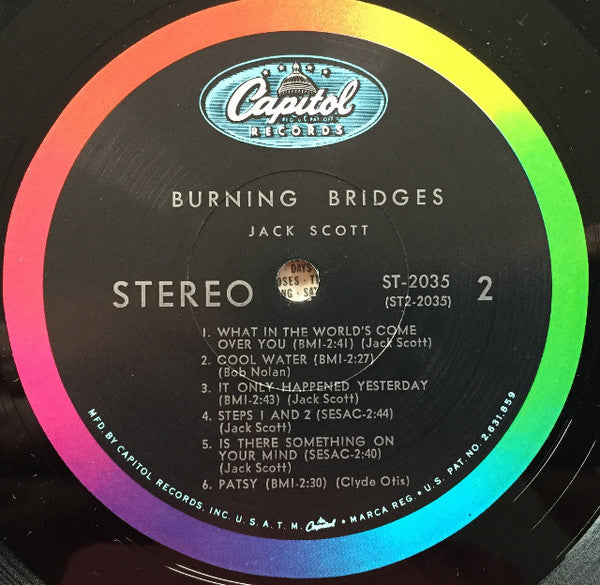 Capitol
REG. U.S. PAT. OFF.
RECORDS
BURNING BRIDGES
JACK SCOTT
STEREO
DAYS
OSES · T
NG · SA
ST-2035
(ST2-2035)
2
1. WHAT IN THE WORLD'S COME
OVER YOU (BMI-2:41) (Jack Scott)
2. COOL WATER (BMI-2:27)
(Bob Nolan)
3. IT ONLY HAPPENED YESTERDAY
(BMI-2:43) (Jack Scott)
4. STEPS 1 AND 2 (SESAC-2:44)
(Jack Scott)
5. IS THERE SOMETHING ON
YOUR MIND (SESAC-2:40)
(Jack Scott)
6. PATSY (BMI-2:30) (Clyde Otis)
MFD. BY CAPITOL RECORDS, INC. U.S.A. T.M. Capitol • MARCA REG. • U.S. PAT. NO. 2,631,859